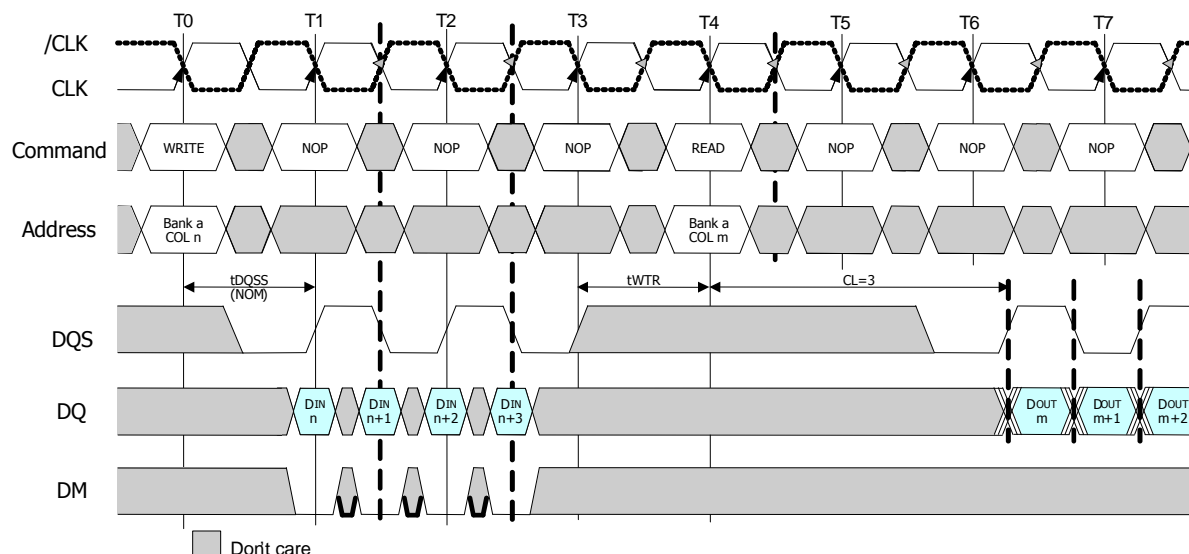 T0 T1 T2 T3 T4 T5 T6 T7
/CLK
CLK
Command WRITE NOP NOP NOP READ NOP NOP NOP
Address Bank a COL n Bank a COL m
tDQSS (NOM) tWTR CL=3
DQS
DQ DIN n DIN n+1 DIN n+2 DIN n+3 DOUT m DOUT m+1 DOUT m+2
DM
Don't care